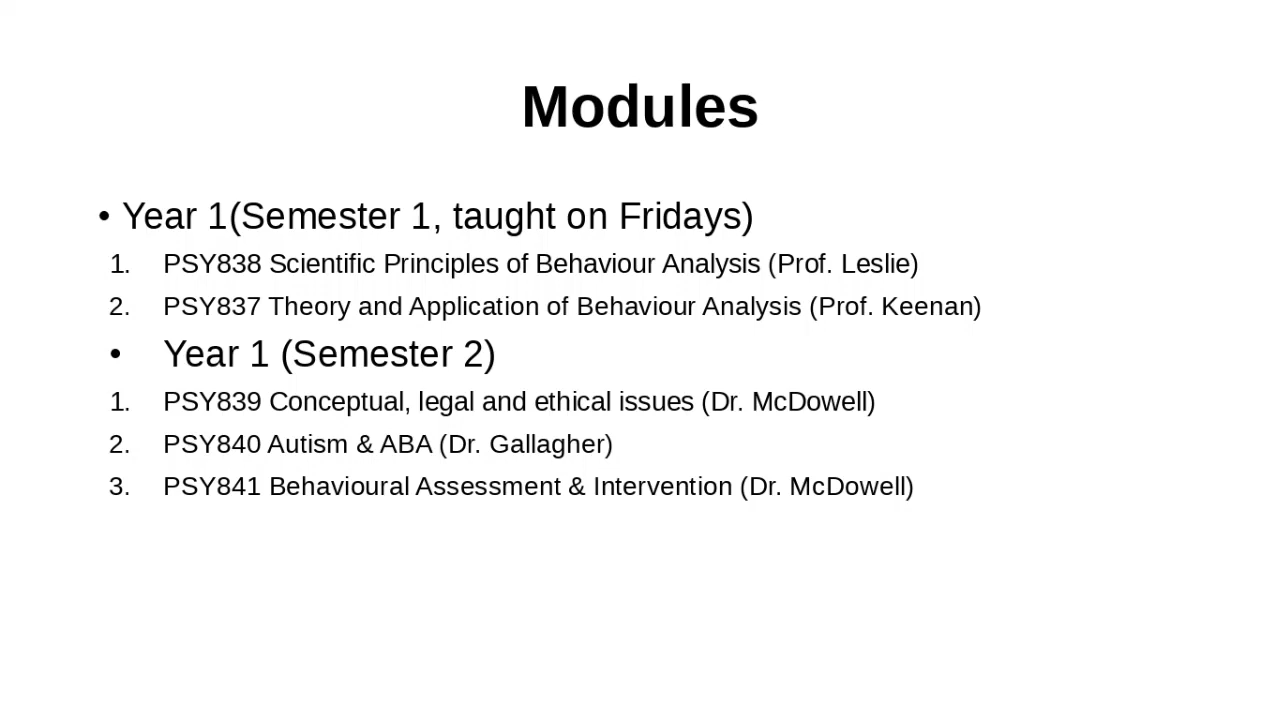 Modules
• Year 1(Semester 1, taught on Fridays)
1. PSY838 Scientific Principles of Behaviour Analysis (Prof. Leslie)
2. PSY837 Theory and Application of Behaviour Analysis (Prof. Keenan)
• Year 1 (Semester 2)
1. PSY839 Conceptual, legal and ethical issues (Dr. McDowell)
2. PSY840 Autism & ABA (Dr. Gallagher)
3. PSY841 Behavioural Assessment & Intervention (Dr. McDowell)